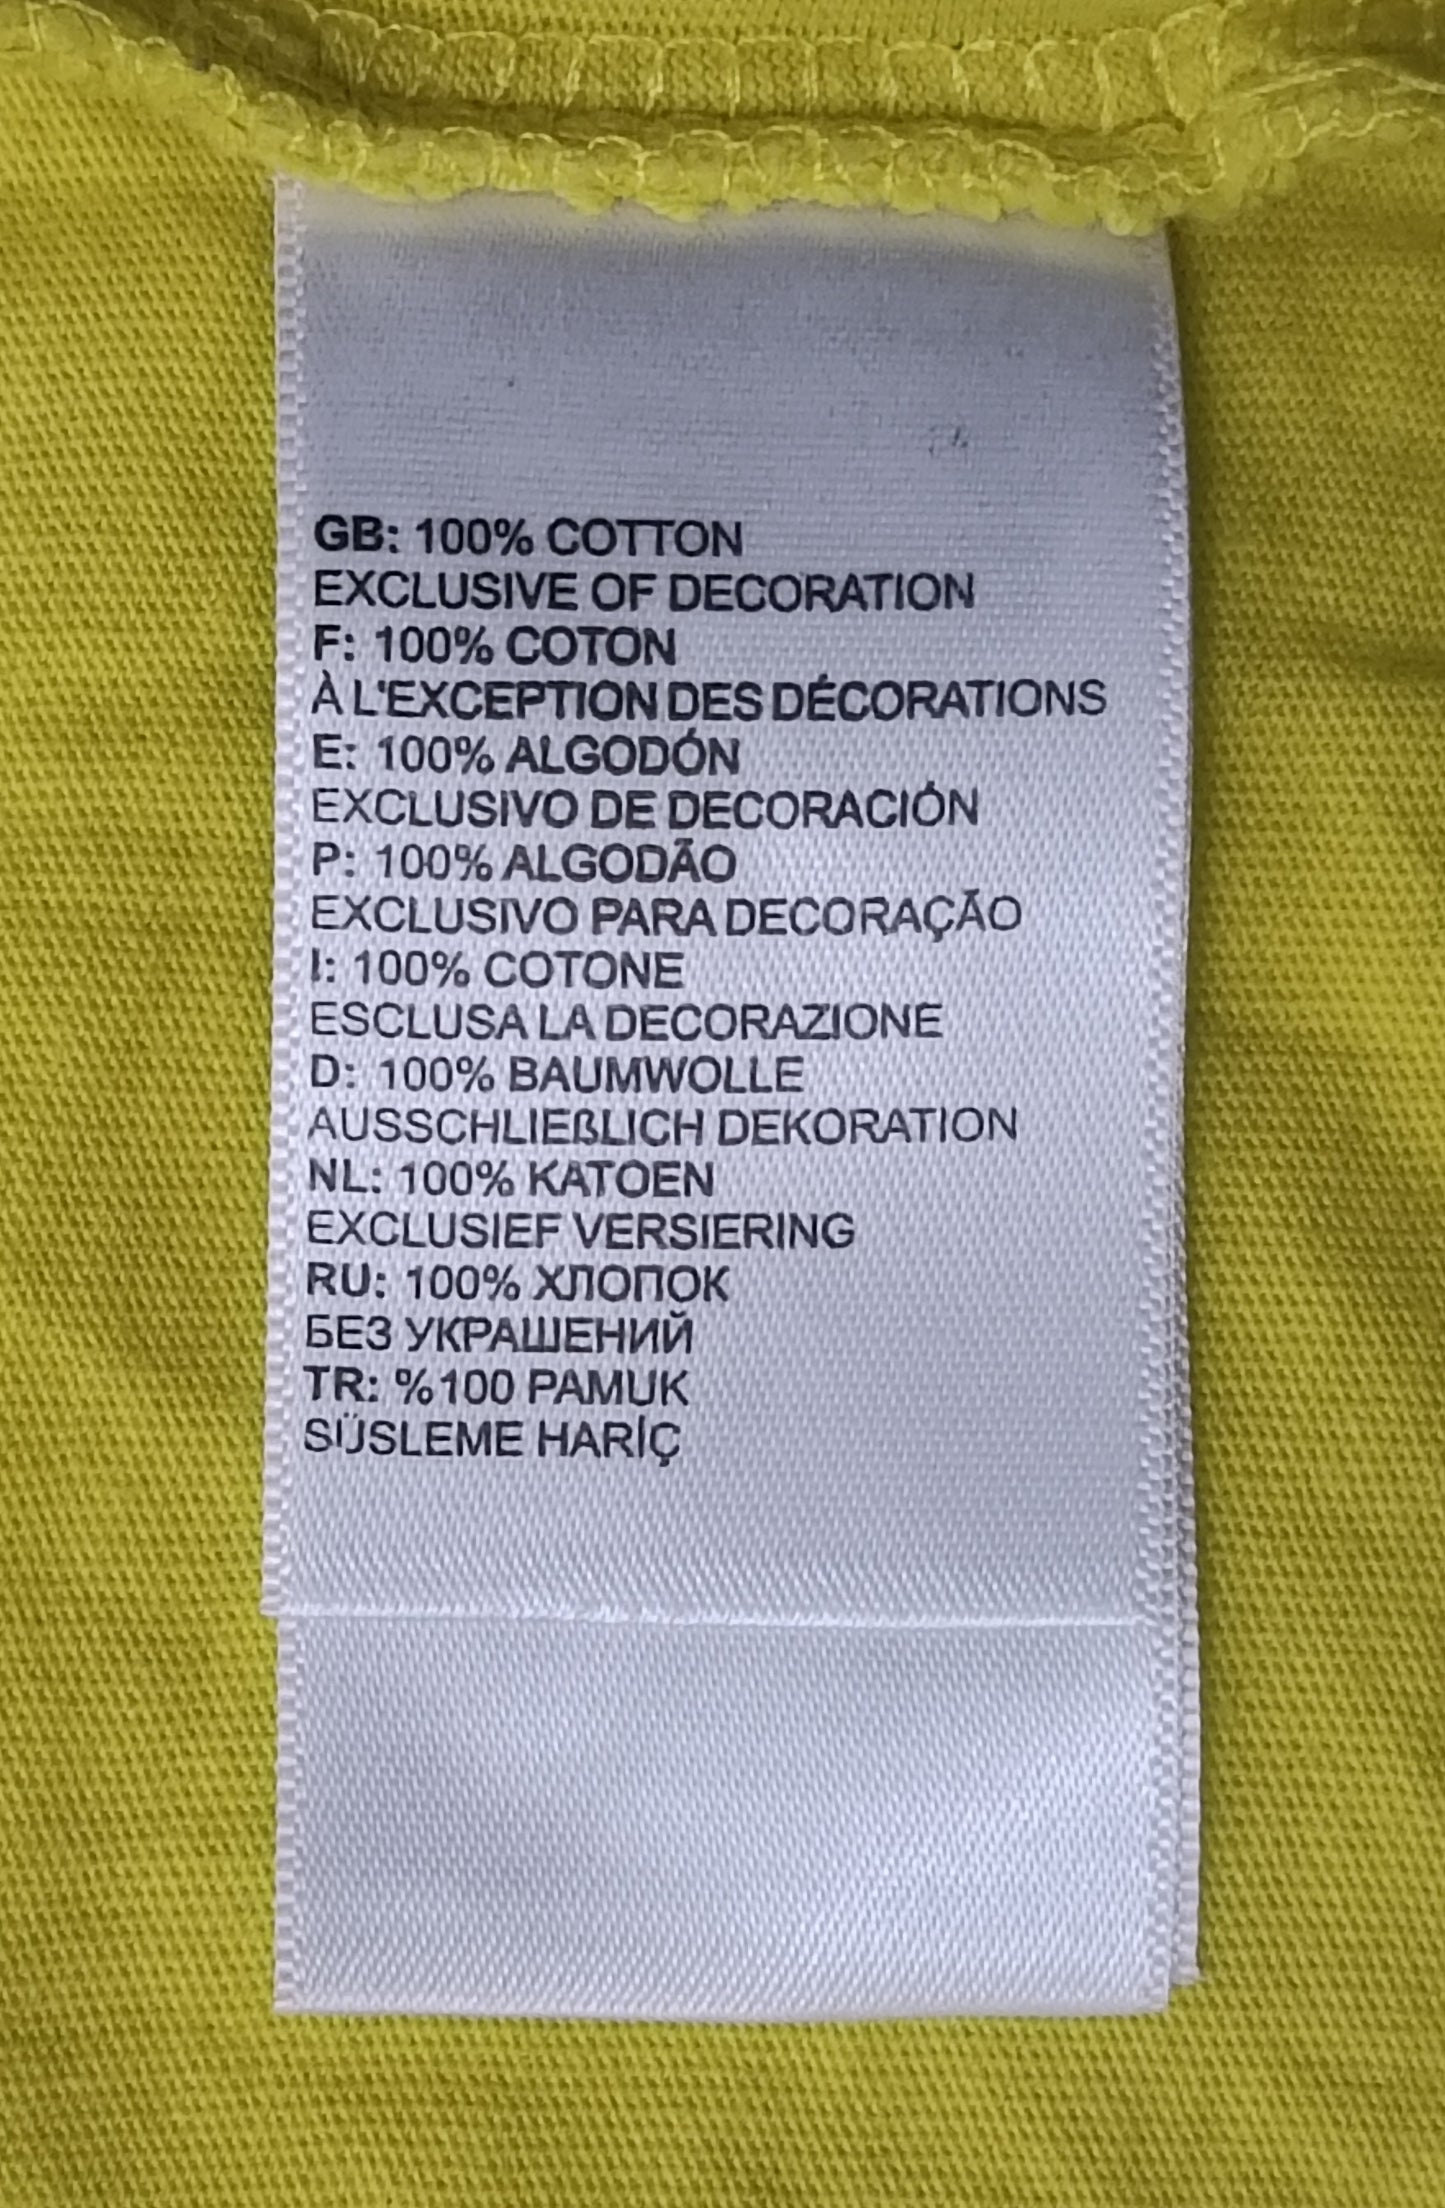 GB: 100% COTTON
EXCLUSIVE OF DECORATION
F: 100% COTON
À L'EXCEPTION DES DÉCORATIONS
E: 100% ALGODÓN
EXCLUSIVO DE DECORACIÓN
P: 100% ALGODÃO
EXCLUSIVO PARA DECORAÇÃO
I: 100% COTONE
ESCLUSA LA DECORAZIONE
D: 100% BAUMWOLLE
AUSSCHLIEßLICH DEKORATION
NL: 100% KATOEN
EXCLUSIEF VERSIERING
RU: 100% ХЛОПОК
БЕЗ УКРАШЕНИЙ
TR: %100 PAMUK
SÜSLEME HARİÇ